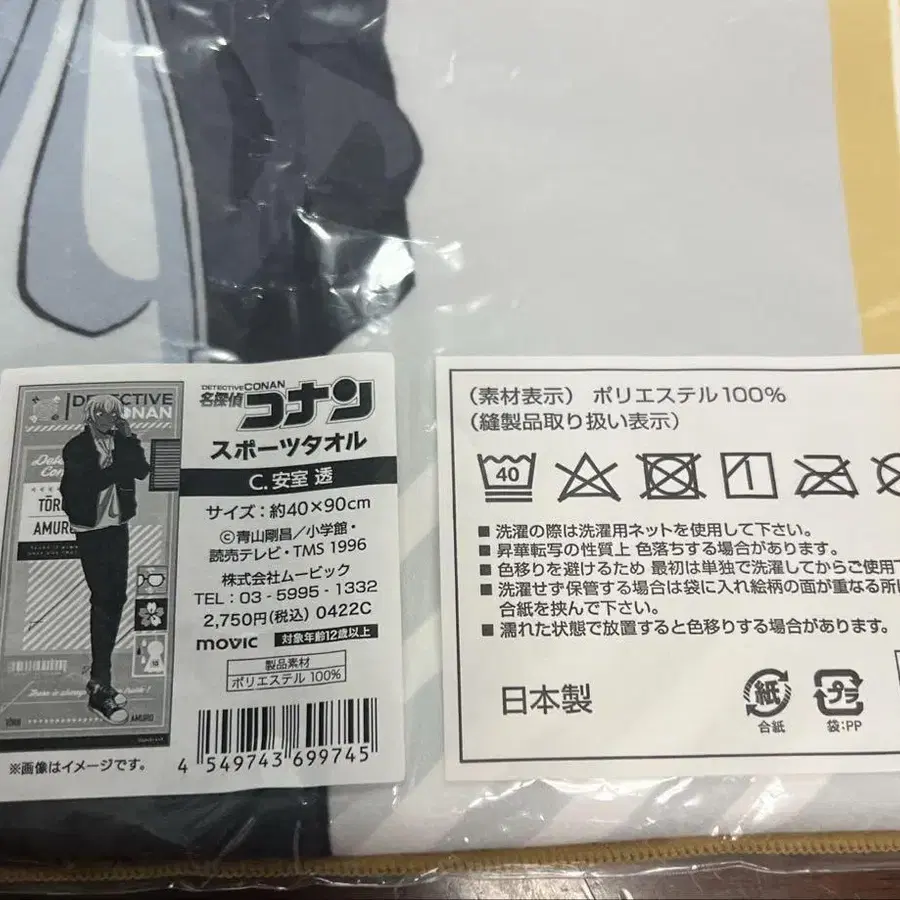 DETECTIVE CONAN
名探偵コナン
スポーツタオル
C. 安室 透
サイズ：約40×90cm
©青山剛昌／小学館・
読売テレビ・TMS 1996
株式会社ムービック
TEL：03-5995-1332
2,750円(税込) 0422C
movic 対象年齢12歳以上
製品素材
ポリエステル 100%
4 549743 699745
DETECTIVE
CONAN
TŌRU
AMURO
TŌRU AMURO
※画像はイメージです。
（素材表示） ポリエステル100%
（縫製品取り扱い表示）
40
■ 洗濯の際は洗濯用ネットを使用して下さい。
■ 昇華転写の性質上 色落ちする場合があります。
■ 色移りを避けるため 最初は単独で洗濯してからご使用下
■ 洗濯せず保管する場合は袋に入れ絵柄の面が重なる所に
合紙を挟んで下さい。
■ 濡れた状態で放置すると色移りする場合があります。
日本製
紙
合紙
プラ
袋:PP